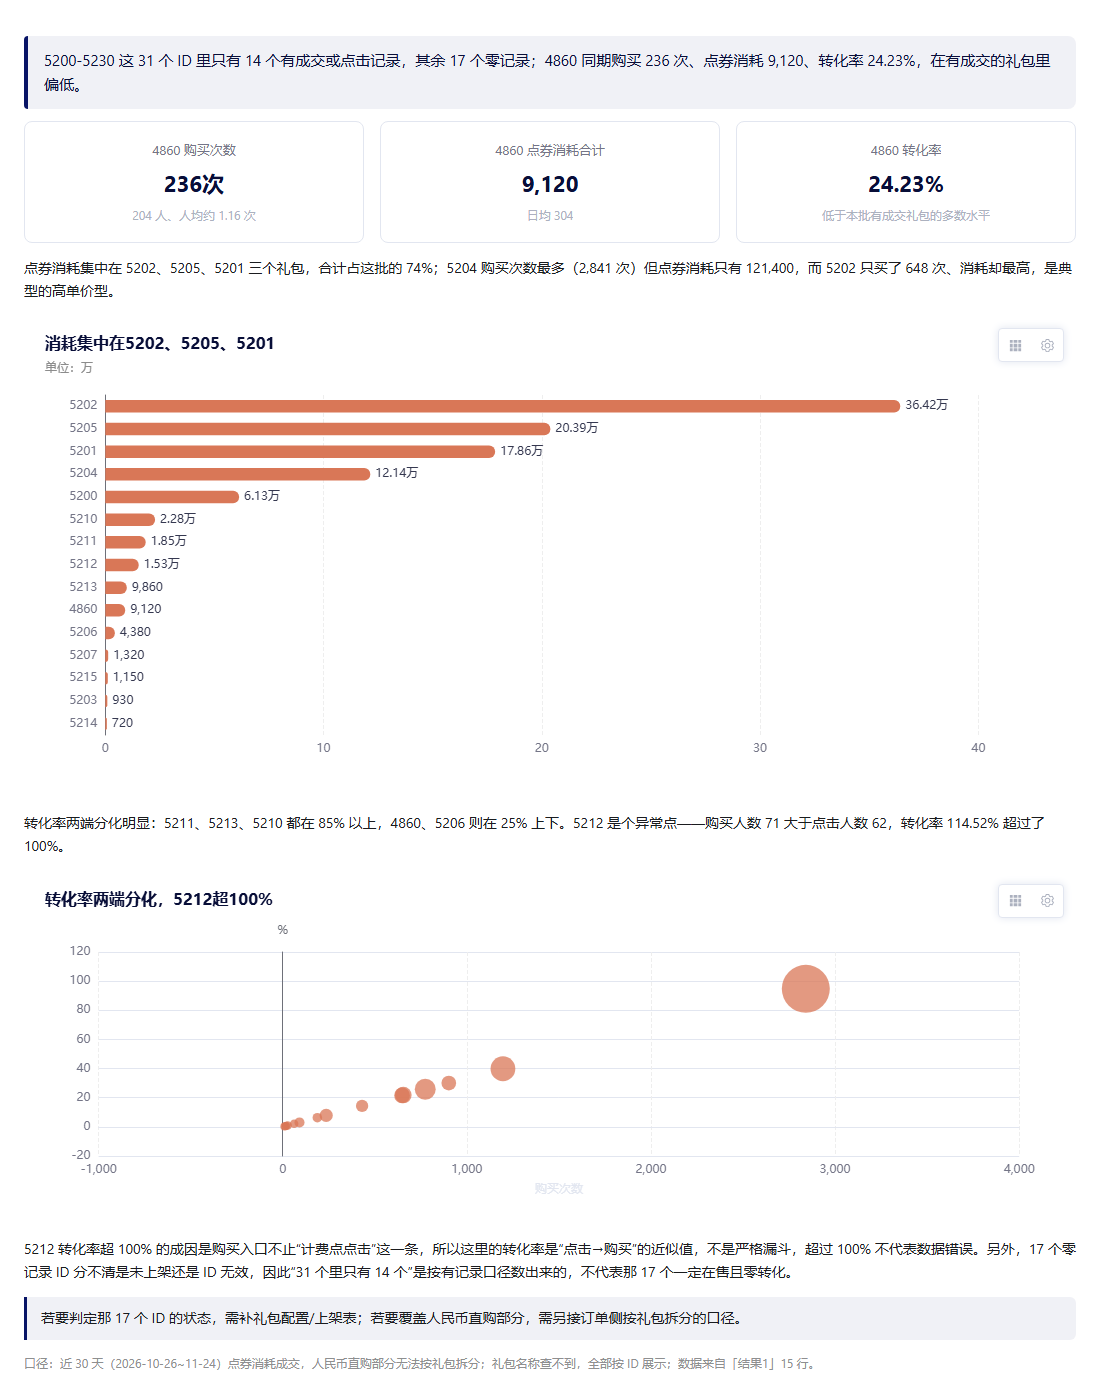 5200-5230 这 31 个 ID 里只有 14 个有成交或点击记录，其余 17 个零记录；4860 同期购买 236 次、点券消耗 9,120、转化率 24.23%，在有成交的礼包里
偏低。
4860 购买次数
236次
204 人、人均约 1.16 次
4860 点券消耗合计
9,120
日均 304
4860 转化率
24.23%
低于本批有成交礼包的多数水平
点券消耗集中在 5202、5205、5201 三个礼包，合计占这批的 74%；5204 购买次数最多（2,841 次）但点券消耗只有 121,400，而 5202 只买了 648 次、消耗却最高，是典
型的高单价型。
消耗集中在5202、5205、5201
单位：万
5202 36.42万
5205 20.39万
5201 17.86万
5204 12.14万
5200 6.13万
5210 2.28万
5211 1.85万
5212 1.53万
5213 9,860
4860 9,120
5206 4,380
5207 1,320
5215 1,150
5203 930
5214 720
0 10 20 30 40
转化率两端分化明显：5211、5213、5210 都在 85% 以上，4860、5206 则在 25% 上下。5212 是个异常点——购买人数 71 大于点击人数 62，转化率 114.52% 超过了
100%。
转化率两端分化，5212超100%
%
120
100
80
60
40
20
0
-20
-1,000 0 1,000 2,000 3,000 4,000
购买次数
5212 转化率超 100% 的成因是购买入口不止“计费点点击”这一条，所以这里的转化率是“点击→购买”的近似值，不是严格漏斗，超过 100% 不代表数据错误。另外，17 个零
记录 ID 分不清是未上架还是 ID 无效，因此“31 个里只有 14 个”是按有记录口径数出来的，不代表那 17 个一定在售且零转化。
若要判定那 17 个 ID 的状态，需补礼包配置/上架表；若要覆盖人民币直购部分，需另接订单侧按礼包拆分的口径。
口径：近 30 天（2026-10-26~11-24）点券消耗成交，人民币直购部分无法按礼包拆分；礼包名称查不到，全部按 ID 展示；数据来自「结果1」15 行。